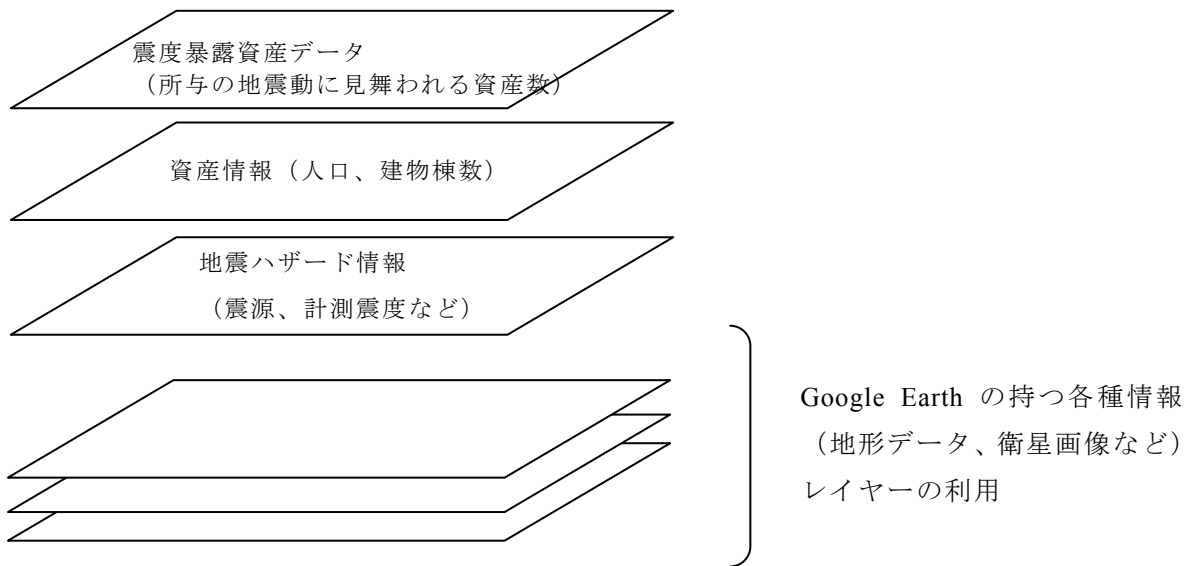 震度暴露資産データ
（所与の地震動に見舞われる資産数）
資産情報（人口、建物棟数）
地震ハザード情報
（震源、計測震度など）
Google Earth の持つ各種情報
（地形データ、衛星画像など）
レイヤーの利用